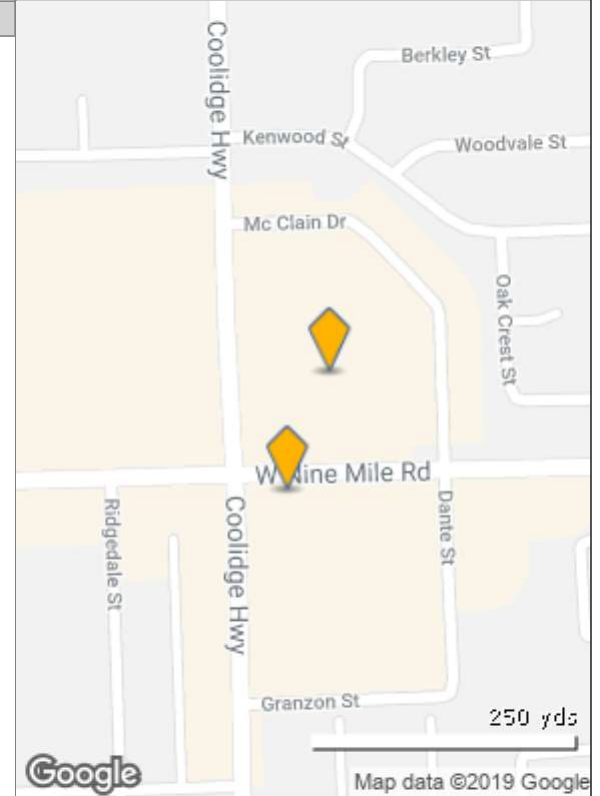 Berkley St
Coolidge Hwy
Kenwood St
Woodvale St
Mc Clain Dr
Oak Crest St
W Nine Mile Rd
Ridgedale St
Coolidge Hwy
Dante St
Granzon St
250 yds
Google
Map data ©2019 Google